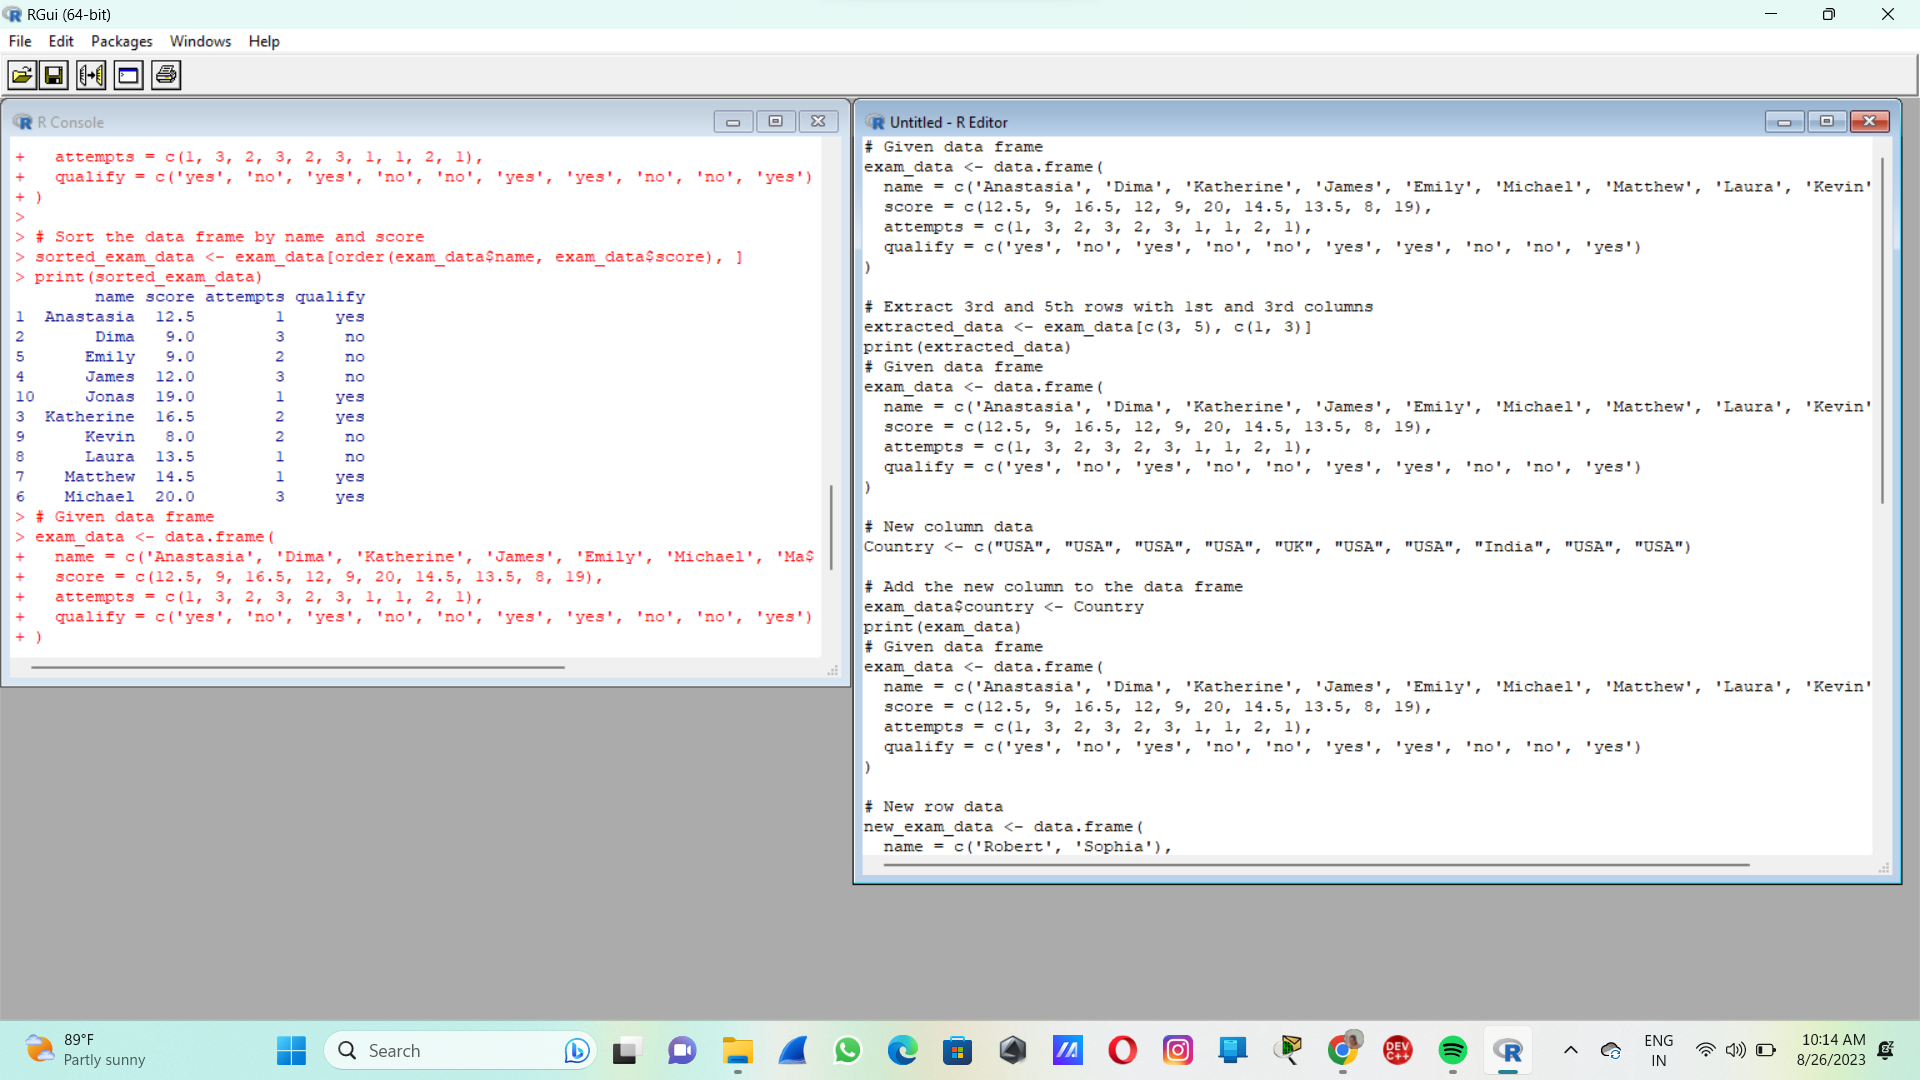 RGui (64-bit)
File Edit Packages Windows Help
R Console
+   attempts = c(1, 3, 2, 3, 2, 3, 1, 1, 2, 1),
+   qualify = c('yes', 'no', 'yes', 'no', 'no', 'yes', 'yes', 'no', 'no', 'yes')
+ )
>
> # Sort the data frame by name and score
> sorted_exam_data <- exam_data[order(exam_data$name, exam_data$score), ]
> print(sorted_exam_data)
        name score attempts qualify
1  Anastasia  12.5        1     yes
2       Dima   9.0        3      no
5      Emily   9.0        2      no
4      James  12.0        3      no
10     Jonas  19.0        1     yes
3  Katherine  16.5        2     yes
9      Kevin   8.0        2      no
8      Laura  13.5        1      no
7    Matthew  14.5        1     yes
6    Michael  20.0        3     yes
> # Given data frame
> exam_data <- data.frame(
+   name = c('Anastasia', 'Dima', 'Katherine', 'James', 'Emily', 'Michael', 'Ma$
+   score = c(12.5, 9, 16.5, 12, 9, 20, 14.5, 13.5, 8, 19),
+   attempts = c(1, 3, 2, 3, 2, 3, 1, 1, 2, 1),
+   qualify = c('yes', 'no', 'yes', 'no', 'no', 'yes', 'yes', 'no', 'no', 'yes')
+ )
Untitled - R Editor
# Given data frame
exam_data <- data.frame(
  name = c('Anastasia', 'Dima', 'Katherine', 'James', 'Emily', 'Michael', 'Matthew', 'Laura', 'Kevin'
  score = c(12.5, 9, 16.5, 12, 9, 20, 14.5, 13.5, 8, 19),
  attempts = c(1, 3, 2, 3, 2, 3, 1, 1, 2, 1),
  qualify = c('yes', 'no', 'yes', 'no', 'no', 'yes', 'yes', 'no', 'no', 'yes')
)
# Extract 3rd and 5th rows with 1st and 3rd columns
extracted_data <- exam_data[c(3, 5), c(1, 3)]
print(extracted_data)
# Given data frame
exam_data <- data.frame(
  name = c('Anastasia', 'Dima', 'Katherine', 'James', 'Emily', 'Michael', 'Matthew', 'Laura', 'Kevin'
  score = c(12.5, 9, 16.5, 12, 9, 20, 14.5, 13.5, 8, 19),
  attempts = c(1, 3, 2, 3, 2, 3, 1, 1, 2, 1),
  qualify = c('yes', 'no', 'yes', 'no', 'no', 'yes', 'yes', 'no', 'no', 'yes')
)
# New column data
Country <- c("USA", "USA", "USA", "USA", "UK", "USA", "USA", "India", "USA", "USA")
# Add the new column to the data frame
exam_data$country <- Country
print(exam_data)
# Given data frame
exam_data <- data.frame(
  name = c('Anastasia', 'Dima', 'Katherine', 'James', 'Emily', 'Michael', 'Matthew', 'Laura', 'Kevin'
  score = c(12.5, 9, 16.5, 12, 9, 20, 14.5, 13.5, 8, 19),
  attempts = c(1, 3, 2, 3, 2, 3, 1, 1, 2, 1),
  qualify = c('yes', 'no', 'yes', 'no', 'no', 'yes', 'yes', 'no', 'no', 'yes')
)
# New row data
new_exam_data <- data.frame(
  name = c('Robert', 'Sophia'),
89°F
Partly sunny
Search
DEV
C++
ENG
IN
10:14 AM
8/26/2023